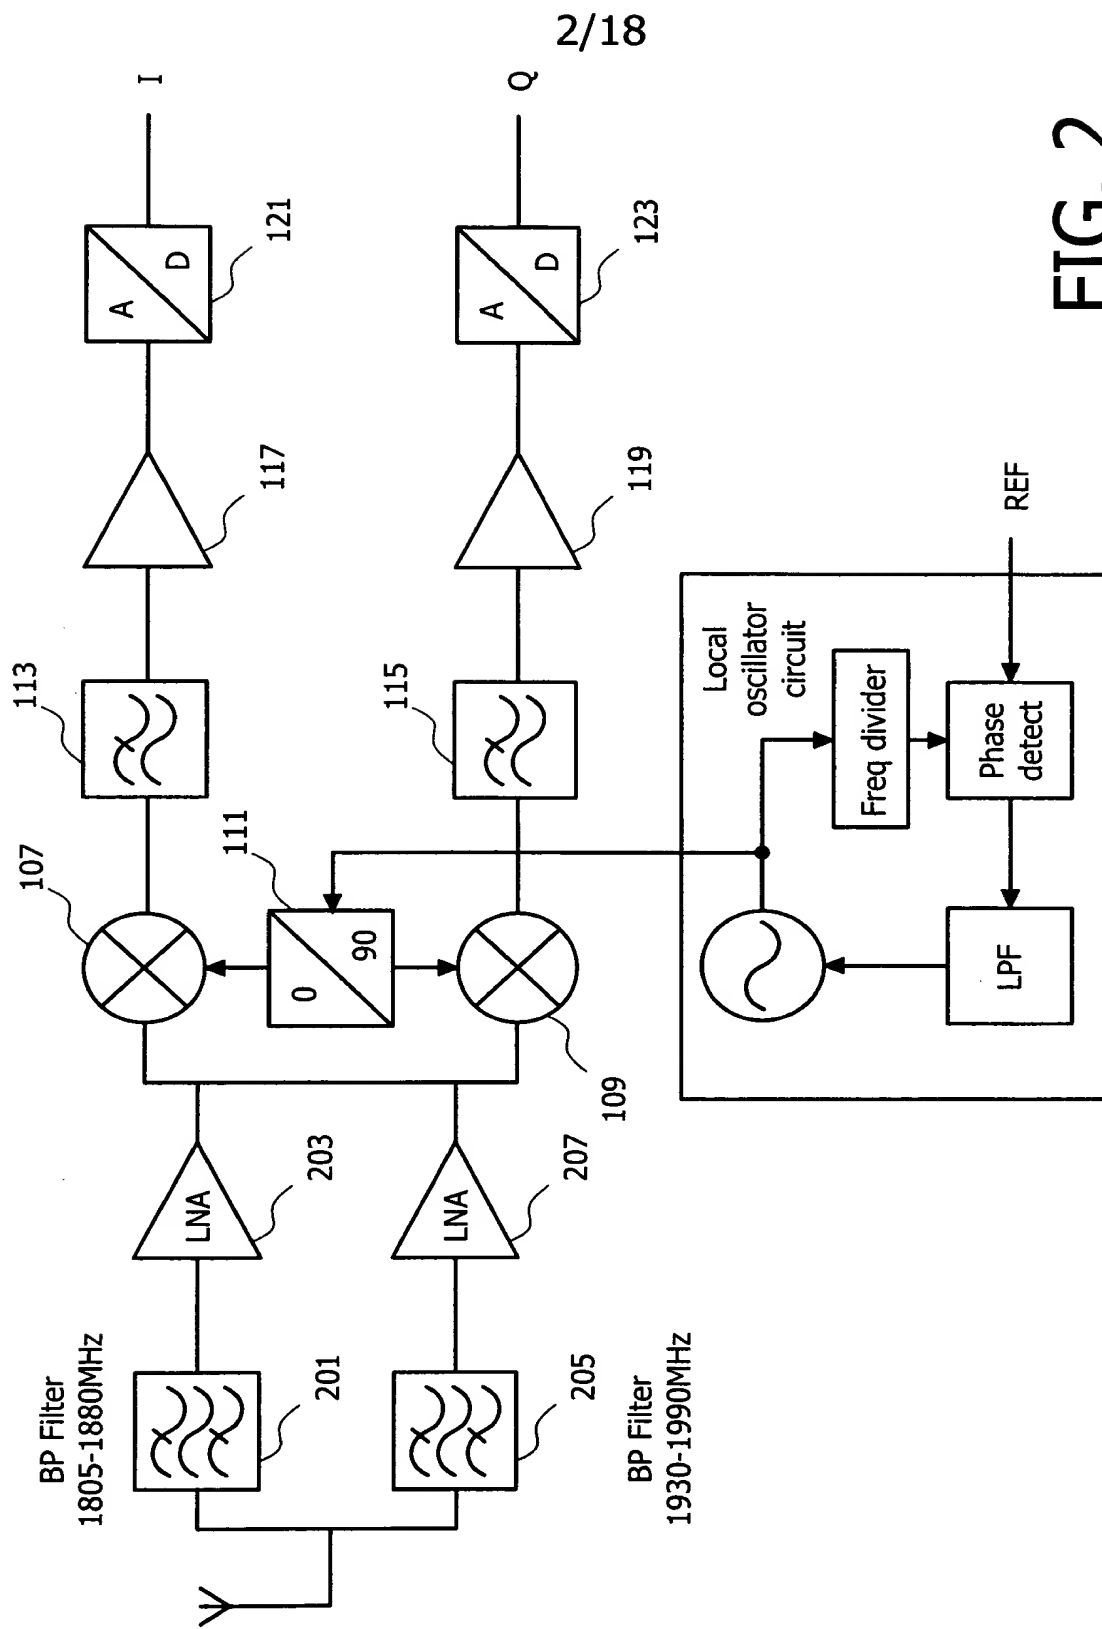 2/18
BP Filter
1805-1880MHz
201
LNA
203
107
113
117
A
D
121
I
0
90
111
BP Filter
1930-1990MHz
205
LNA
207
109
115
119
A
D
123
Q
Local
oscillator
circuit
Freq divider
Phase
detect
LPF
REF
FIG. 2